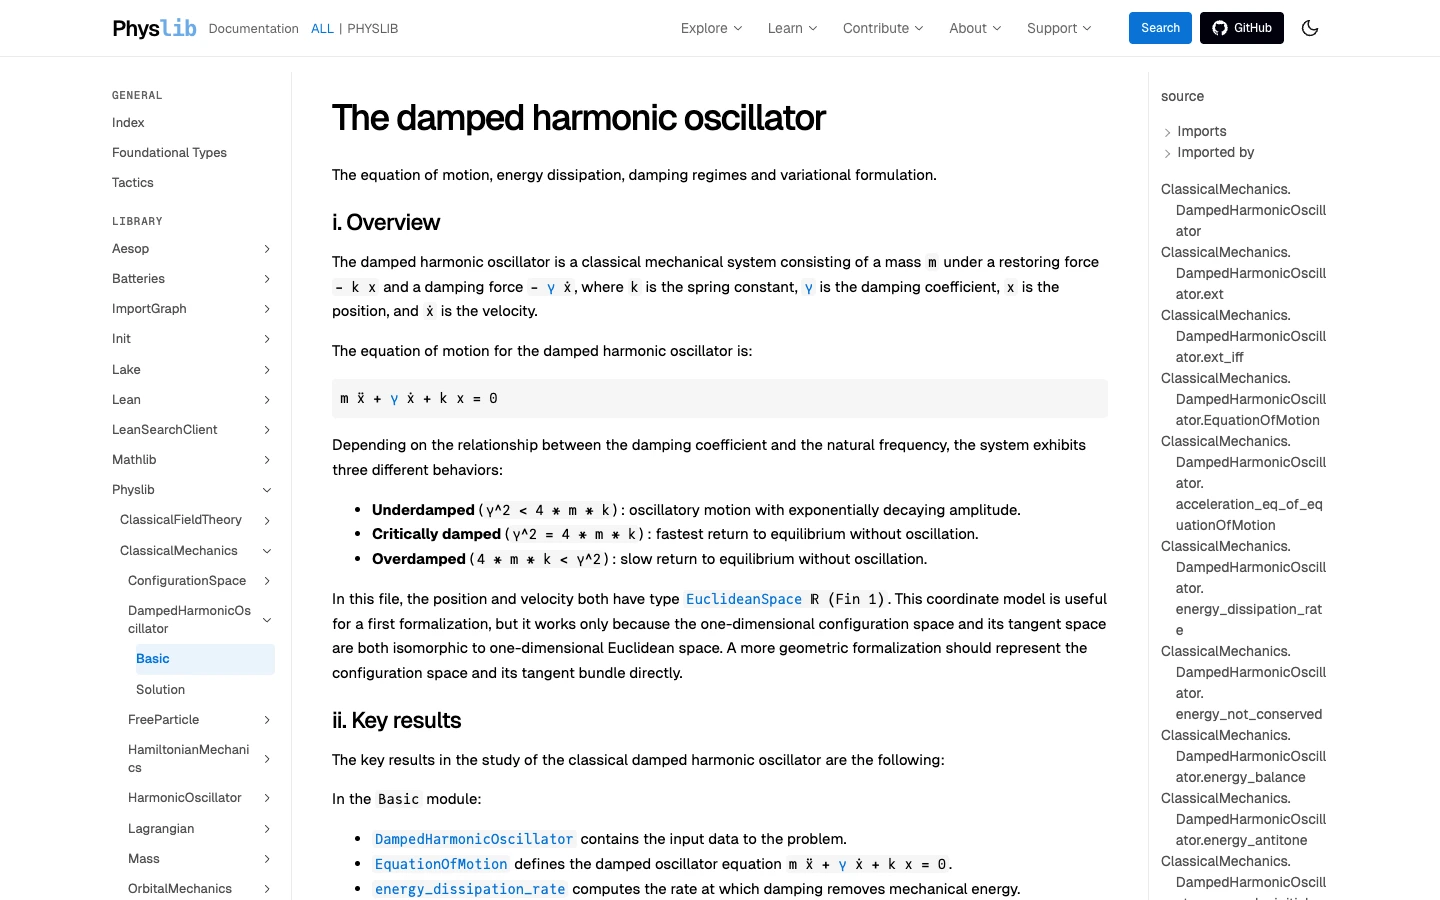 Physlib Documentation ALL | PHYSLIB Explore Learn Contribute About Support Search GitHub
GENERAL
Index
Foundational Types
Tactics
LIBRARY
Aesop
Batteries
ImportGraph
Init
Lake
Lean
LeanSearchClient
Mathlib
Physlib
ClassicalFieldTheory
ClassicalMechanics
ConfigurationSpace
DampedHarmonicOs
cillator
Basic
Solution
FreeParticle
HamiltonianMechani
cs
HarmonicOscillator
Lagrangian
Mass
OrbitalMechanics
The damped harmonic oscillator
The equation of motion, energy dissipation, damping regimes and variational formulation.
i. Overview
The damped harmonic oscillator is a classical mechanical system consisting of a mass m under a restoring force
- k x and a damping force - γ ẋ, where k is the spring constant, γ is the damping coefficient, x is the
position, and ẋ is the velocity.
The equation of motion for the damped harmonic oscillator is:
m ẍ + γ ẋ + k x = 0
Depending on the relationship between the damping coefficient and the natural frequency, the system exhibits
three different behaviors:
• Underdamped (γ^2 < 4 * m * k): oscillatory motion with exponentially decaying amplitude.
• Critically damped (γ^2 = 4 * m * k): fastest return to equilibrium without oscillation.
• Overdamped (4 * m * k < γ^2): slow return to equilibrium without oscillation.
In this file, the position and velocity both have type EuclideanSpace ℝ (Fin 1). This coordinate model is useful
for a first formalization, but it works only because the one-dimensional configuration space and its tangent space
are both isomorphic to one-dimensional Euclidean space. A more geometric formalization should represent the
configuration space and its tangent bundle directly.
ii. Key results
The key results in the study of the classical damped harmonic oscillator are the following:
In the Basic module:
• DampedHarmonicOscillator contains the input data to the problem.
• EquationOfMotion defines the damped oscillator equation m ẍ + γ ẋ + k x = 0.
• energy_dissipation_rate computes the rate at which damping removes mechanical energy.
source
Imports
Imported by
ClassicalMechanics.
DampedHarmonicOscill
ator
ClassicalMechanics.
DampedHarmonicOscill
ator.ext
ClassicalMechanics.
DampedHarmonicOscill
ator.ext_iff
ClassicalMechanics.
DampedHarmonicOscill
ator.EquationOfMotion
ClassicalMechanics.
DampedHarmonicOscill
ator.
acceleration_eq_of_eq
uationOfMotion
ClassicalMechanics.
DampedHarmonicOscill
ator.
energy_dissipation_rat
e
ClassicalMechanics.
DampedHarmonicOscill
ator.
energy_not_conserved
ClassicalMechanics.
DampedHarmonicOscill
ator.energy_balance
ClassicalMechanics.
DampedHarmonicOscill
ator.energy_antitone
ClassicalMechanics.
DampedHarmonicOscill